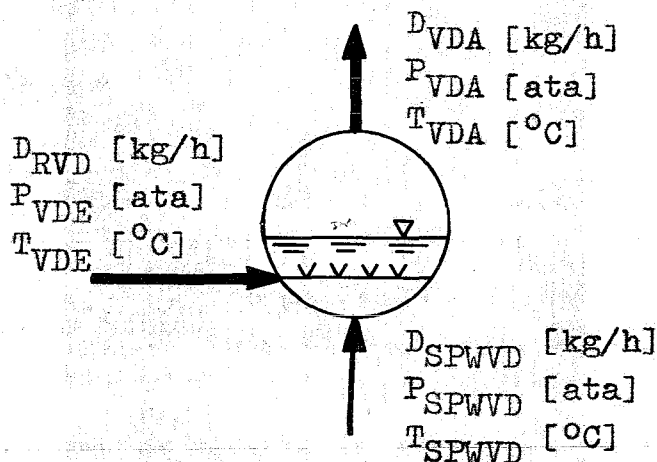 D_VDA [kg/h]
P_VDA [ata]
T_VDA [°C]
D_RVD [kg/h]
P_VDE [ata]
T_VDE [°C]
D_SPWVD [kg/h]
P_SPWVD [ata]
T_SPWVD [°C]